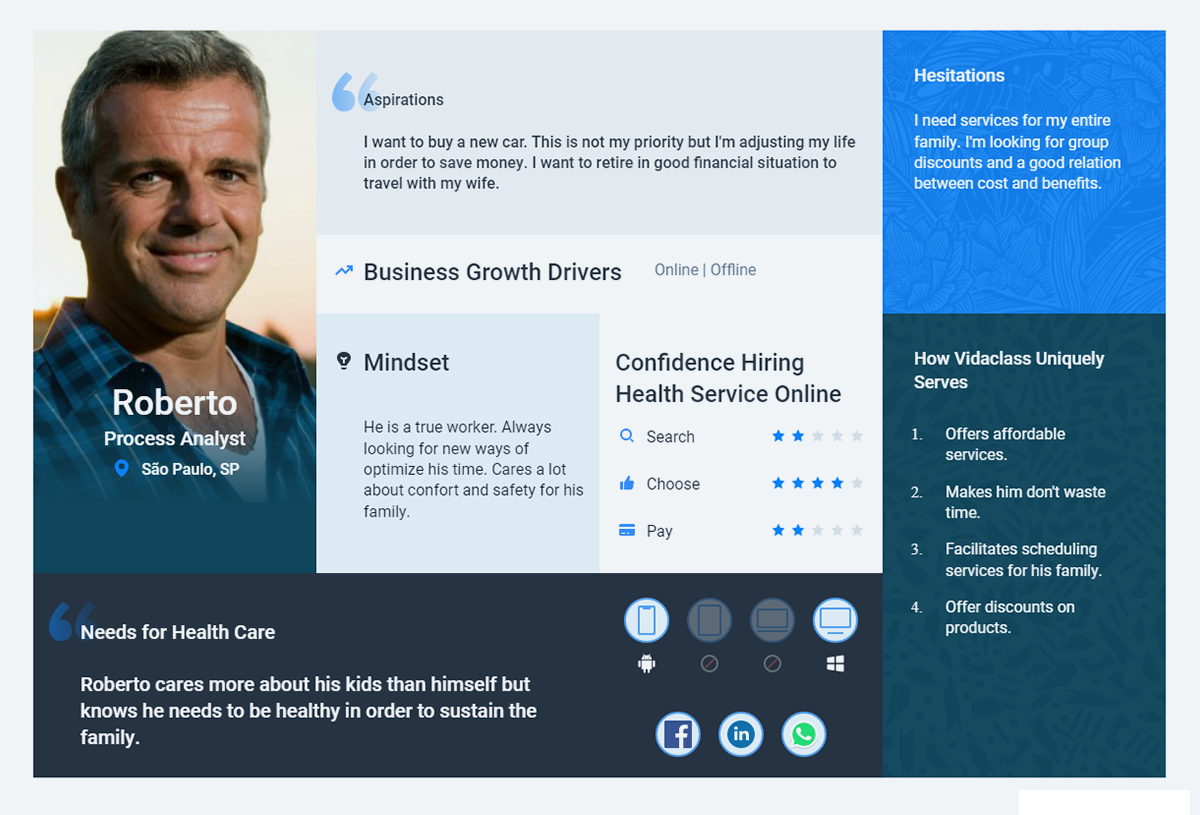 Roberto
Process Analyst
São Paulo, SP
Aspirations
I want to buy a new car. This is not my priority but I'm adjusting my life
in order to save money. I want to retire in good financial situation to
travel with my wife.
Business Growth Drivers
Online | Offline
Mindset
He is a true worker. Always
looking for new ways of
optimize his time. Cares a lot
about confort and safety for his
family.
Confidence Hiring
Health Service Online
Search
Choose
Pay
Needs for Health Care
Roberto cares more about his kids than himself but
knows he needs to be healthy in order to sustain the
family.
in
Hesitations
I need services for my entire
family. I'm looking for group
discounts and a good relation
between cost and benefits.
How Vidaclass Uniquely
Serves
1. Offers affordable
services.
2. Makes him don't waste
time.
3. Facilitates scheduling
services for his family.
4. Offer discounts on
products.